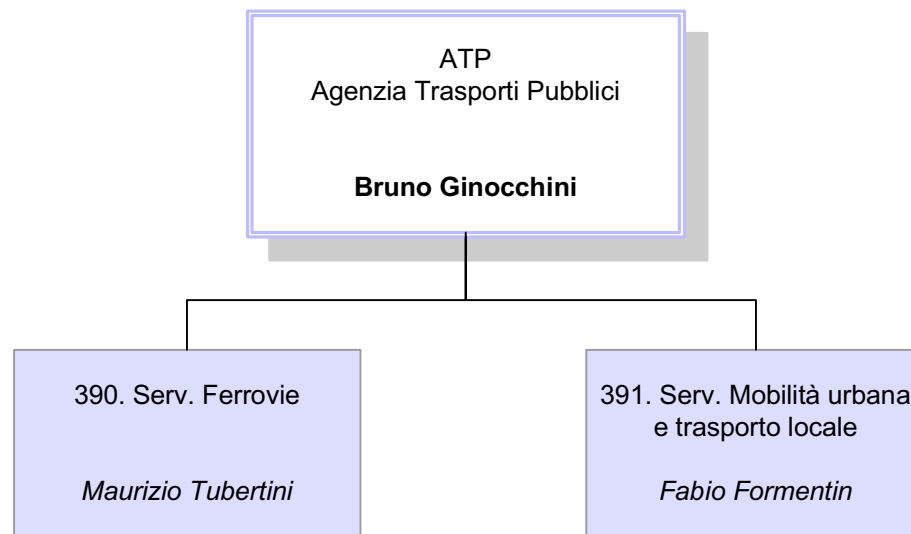 ATP
Agenzia Trasporti Pubblici
Bruno Ginocchini
390. Serv. Ferrovie
Maurizio Tubertini
391. Serv. Mobilità urbana
e trasporto locale
Fabio Formentin